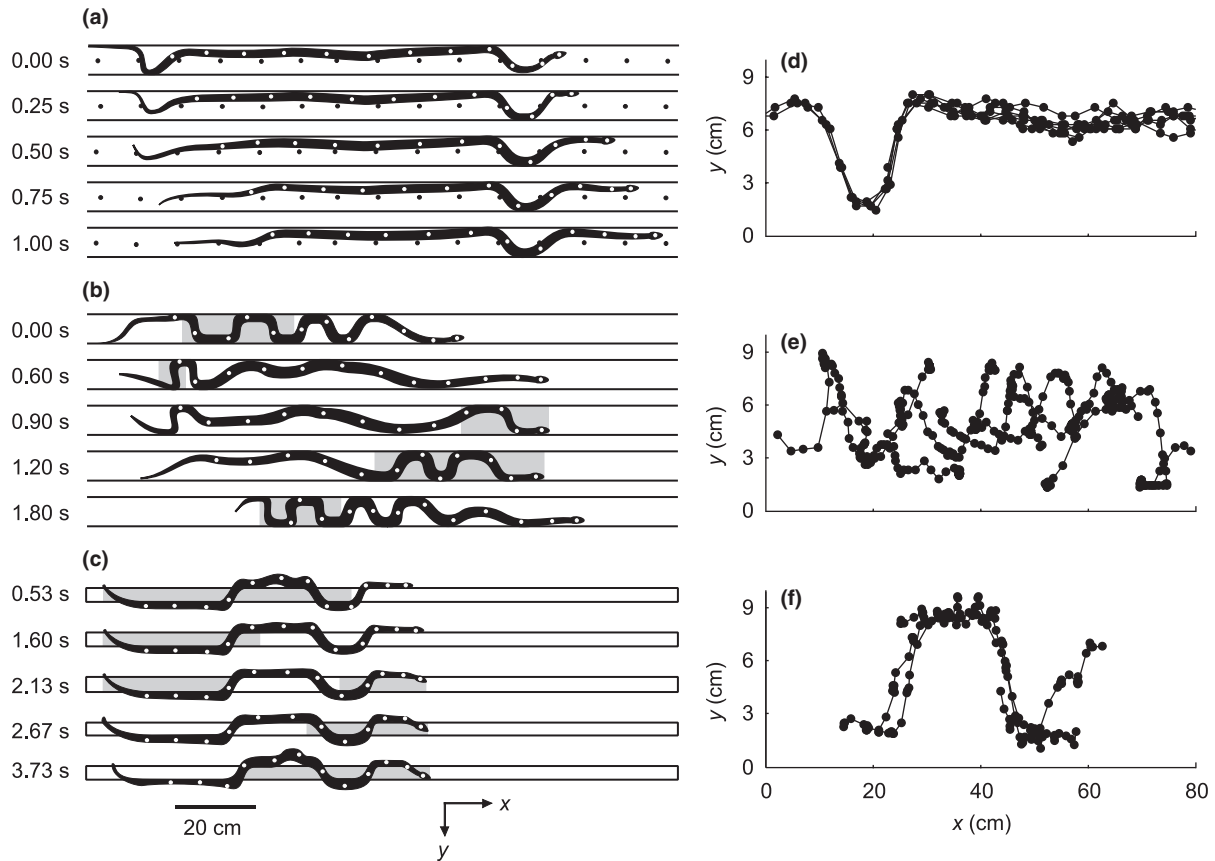 (a)
0.00 s
0.25 s
0.50 s
0.75 s
1.00 s
(b)
0.00 s
0.60 s
0.90 s
1.20 s
1.80 s
(c)
0.53 s
1.60 s
2.13 s
2.67 s
3.73 s
20 cm
x
y
(d)
9
6
3
0
y (cm)
(e)
9
6
3
0
y (cm)
(f)
9
6
3
0
y (cm)
0 20 40 60 80
x (cm)